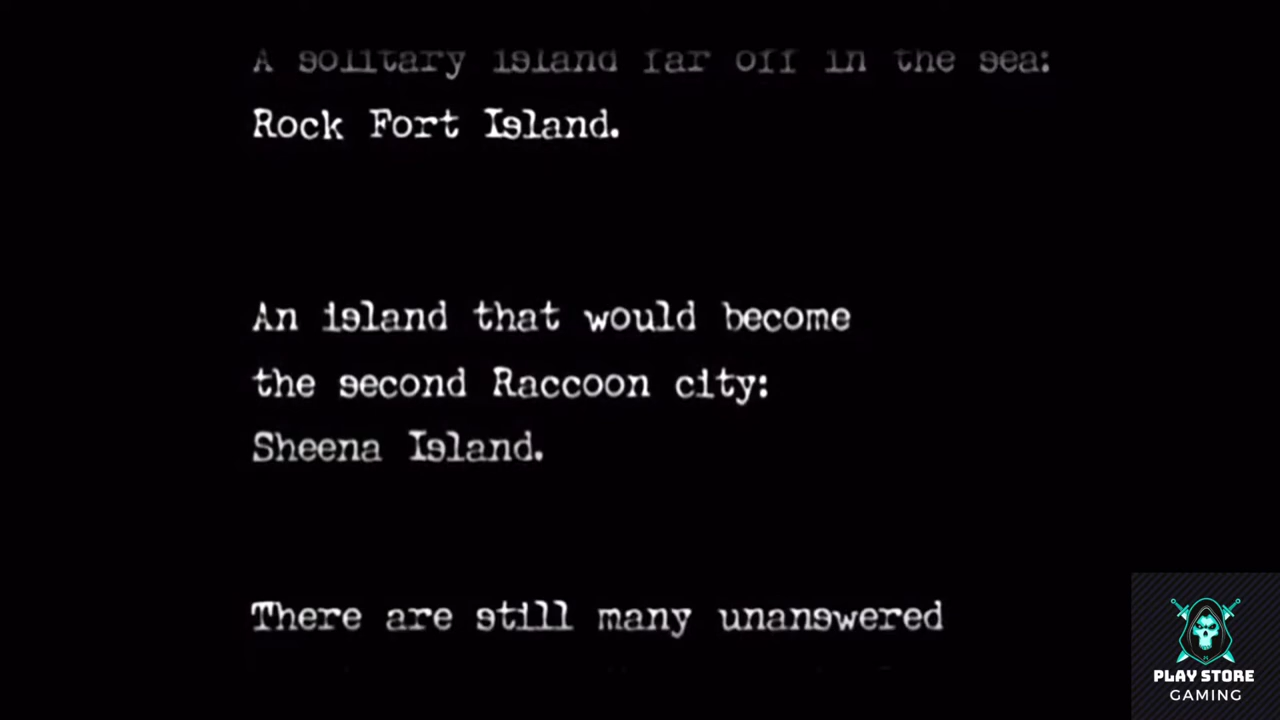 A solitary island far off in the sea:
Rock Fort Island.
An island that would become
the second Raccoon city:
Sheena Island.
There are still many unanswered
PLAY STORE
GAMING